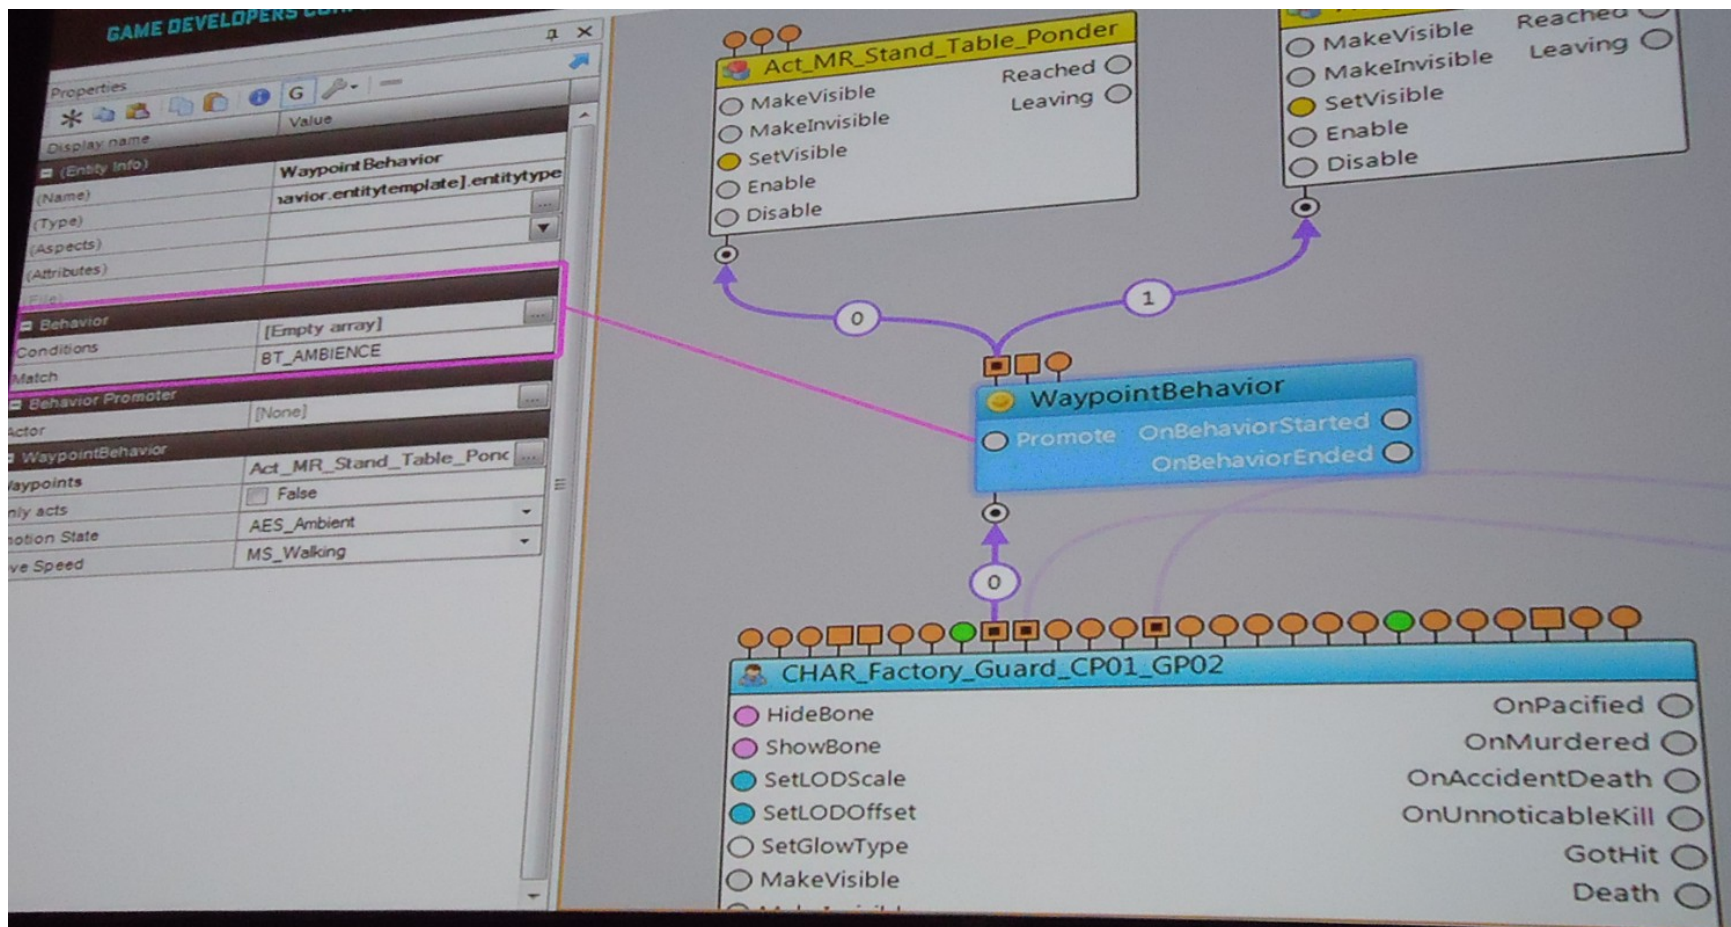 GAME DEVELOPERS
Properties
G
Display name
Value
(Entity Info)
(Name)
WaypointBehavior
(Type)
avior.entitytemplate].entitytype
(Aspects)
(Attributes)
(File)
Behavior
Conditions
[Empty array]
Match
BT_AMBIENCE
Behavior Promoter
Actor
[None]
WaypointBehavior
aypoints
Act_MR_Stand_Table_Pon
nly acts
False
otion State
AES_Ambient
ve Speed
MS_Walking
Act_MR_Stand_Table_Ponder
MakeVisible
Reached
MakeInvisible
Leaving
SetVisible
Enable
Disable
MakeVisible
Reached
MakeInvisible
Leaving
SetVisible
Enable
Disable
0
1
WaypointBehavior
Promote
OnBehaviorStarted
OnBehaviorEnded
0
CHAR_Factory_Guard_CP01_GP02
HideBone
ShowBone
SetLODScale
SetLODOffset
SetGlowType
MakeVisible
OnPacified
OnMurdered
OnAccidentDeath
OnUnnoticableKill
GotHit
Death